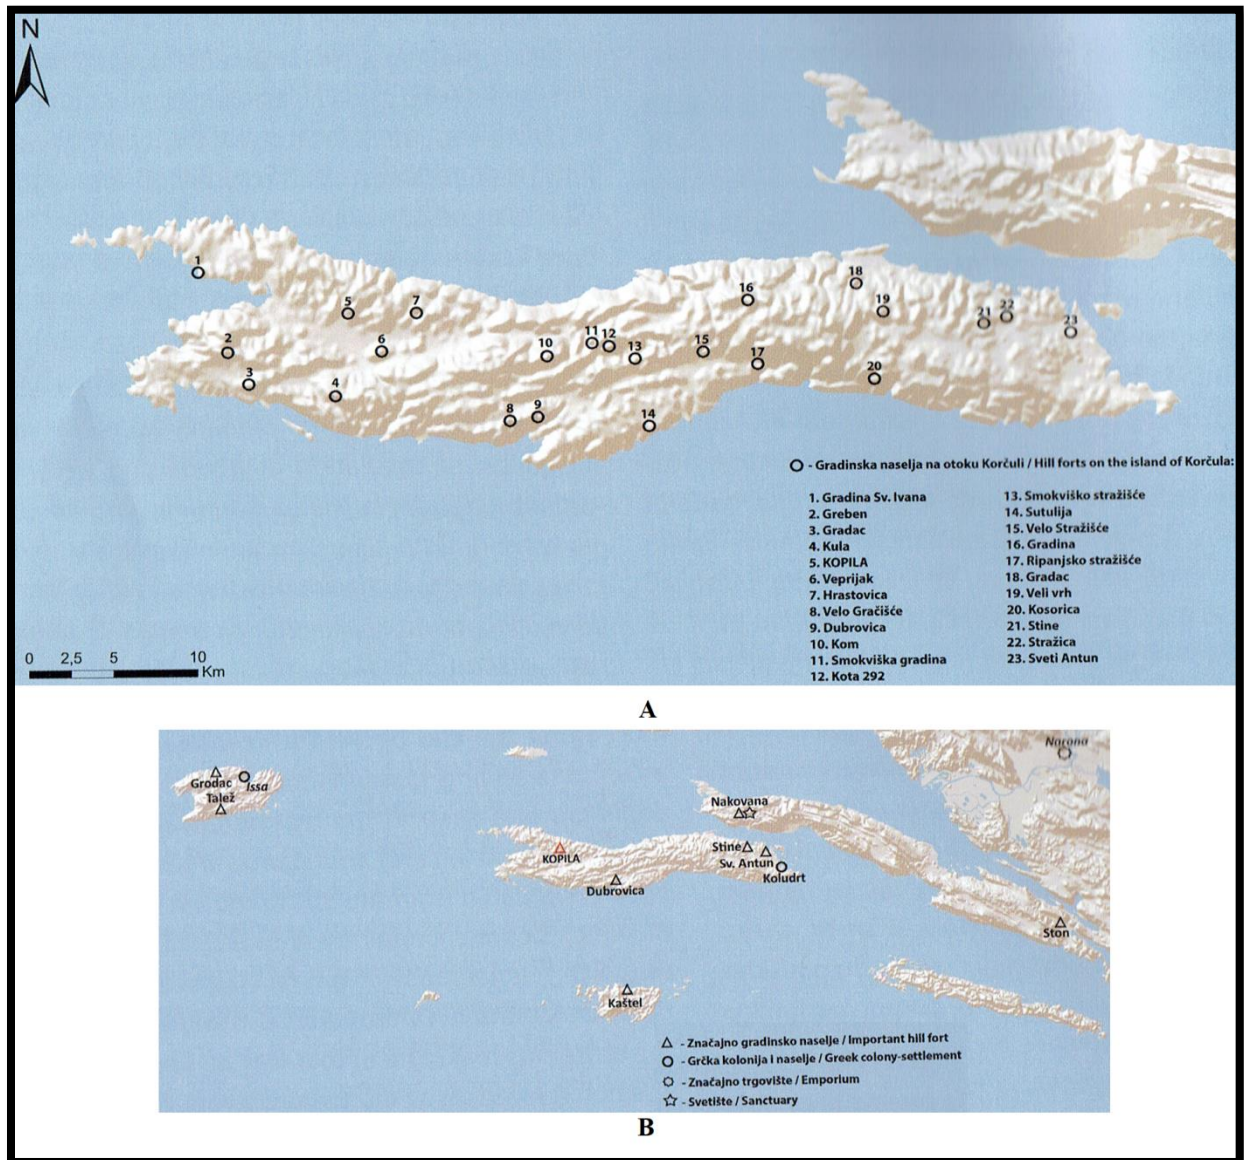 N
1
2
3
4
5
6
7
8
9
10
11
12
13
14
15
16
17
18
19
20
21
22
23
O - Gradinska naselja na otoku Korčuli / Hill forts on the island of Korčula:
1. Gradina Sv. Ivana
2. Greben
3. Gradac
4. Kula
5. KOPILA
6. Veprijak
7. Hrastovica
8. Velo Gračišće
9. Dubrovica
10. Kom
11. Smokviška gradina
12. Kota 292
13. Smokviško stražišće
14. Sutulija
15. Velo Stražišće
16. Gradina
17. Ripanjsko stražišće
18. Gradac
19. Veli vrh
20. Kosorica
21. Stine
22. Stražica
23. Sveti Antun
0 2,5 5 10
Km
A
Narona
Grodac
Issa
Talež
Nakovana
KOPILA
Stine
Sv. Antun
Koludrt
Dubrovica
Ston
Kaštel
- Značajno gradinsko naselje / Important hill fort
- Grčka kolonija i naselje / Greek colony-settlement
- Značajno trgovište / Emporium
- Svetište / Sanctuary
B